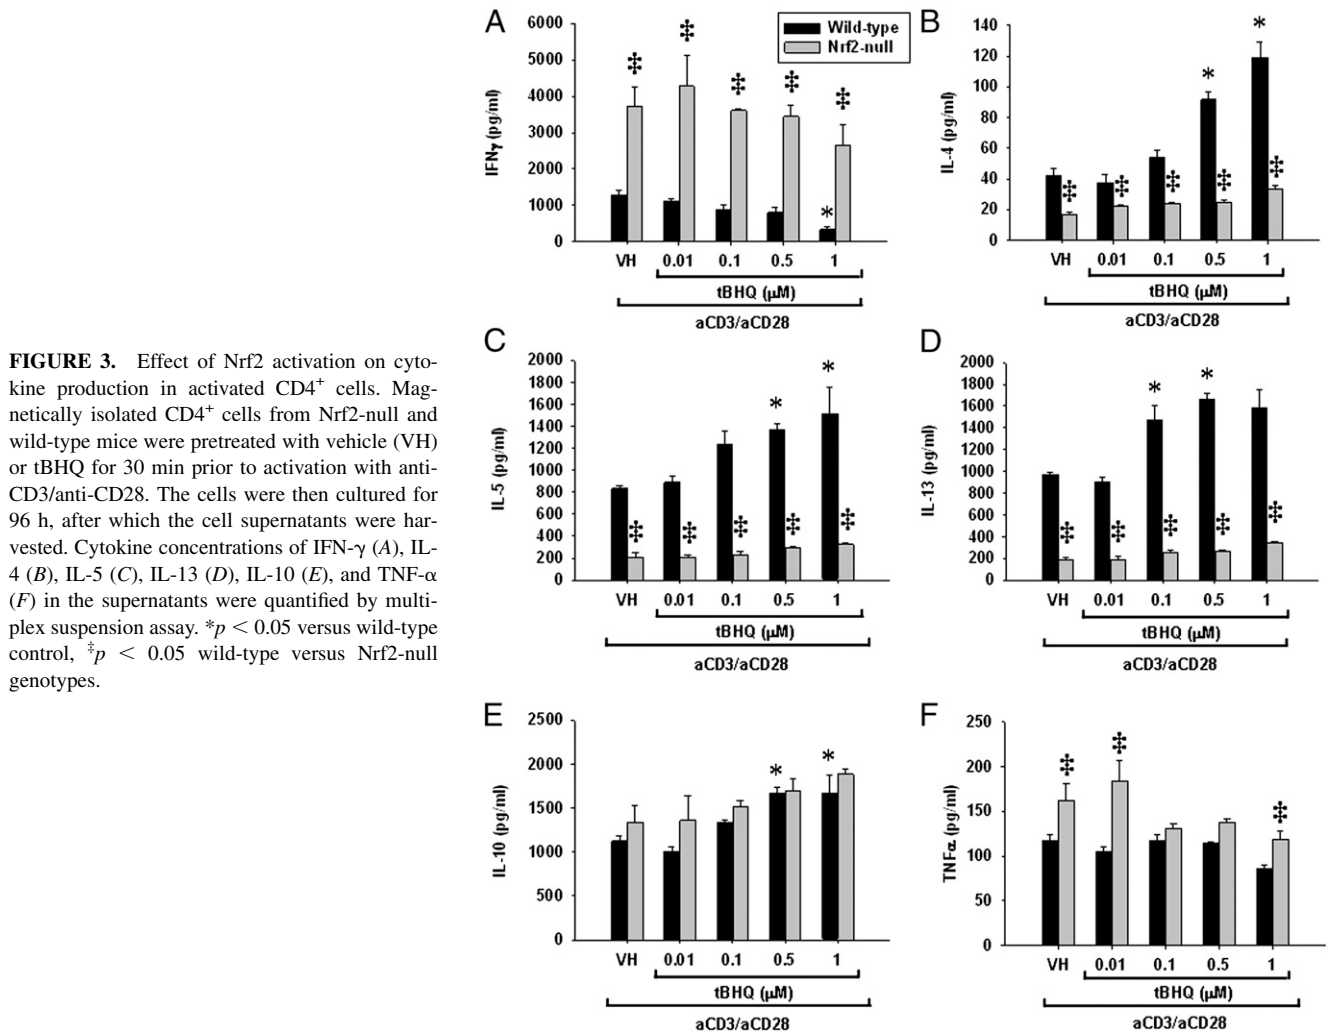 FIGURE 3. Effect of Nrf2 activation on cyto-
kine production in activated CD4+ cells. Mag-
netically isolated CD4+ cells from Nrf2-null and
wild-type mice were pretreated with vehicle (VH)
or tBHQ for 30 min prior to activation with anti-
CD3/anti-CD28. The cells were then cultured for
96 h, after which the cell supernatants were har-
vested. Cytokine concentrations of IFN-γ (A), IL-
4 (B), IL-5 (C), IL-13 (D), IL-10 (E), and TNF-α
(F) in the supernatants were quantified by multi-
plex suspension assay. *p < 0.05 versus wild-type
control, ‡p < 0.05 wild-type versus Nrf2-null
genotypes.
A
Wild-type
Nrf2-null
IFNγ (pg/ml)
6000
5000
4000
3000
2000
1000
0
‡ ‡ ‡ ‡ ‡
*
VH 0.01 0.1 0.5 1
tBHQ (μM)
aCD3/aCD28
B
IL-4 (pg/ml)
140
120
100
80
60
40
20
0
* *
‡ ‡ ‡ ‡ ‡
VH 0.01 0.1 0.5 1
tBHQ (μM)
aCD3/aCD28
C
IL-5 (pg/ml)
2000
1800
1600
1400
1200
1000
800
600
400
200
0
* *
‡ ‡ ‡ ‡ ‡
VH 0.01 0.1 0.5 1
tBHQ (μM)
aCD3/aCD28
D
IL-13 (pg/ml)
2000
1800
1600
1400
1200
1000
800
600
400
200
0
* *
‡ ‡ ‡ ‡ ‡
VH 0.01 0.1 0.5 1
tBHQ (μM)
aCD3/aCD28
E
IL-10 (pg/ml)
2500
2000
1500
1000
500
0
* *
VH 0.01 0.1 0.5 1
tBHQ (μM)
aCD3/aCD28
F
TNFα (pg/ml)
250
200
150
100
50
0
‡ ‡ ‡
VH 0.01 0.1 0.5 1
tBHQ (μM)
aCD3/aCD28